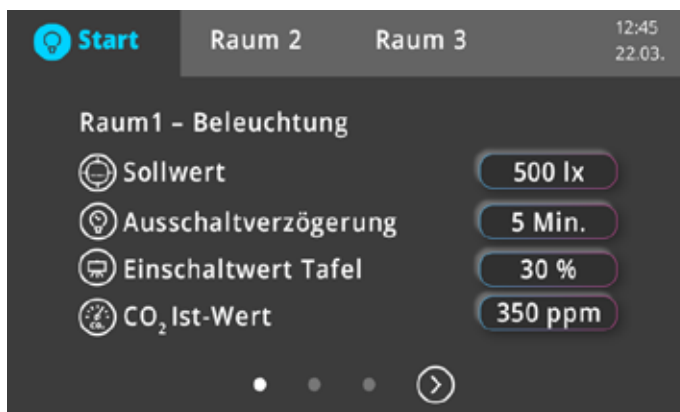 Start Raum 2 Raum 3 12:45
22.03.
Raum1 – Beleuchtung
Sollwert 500 lx
Ausschaltverzögerung 5 Min.
Einschaltwert Tafel 30 %
CO₂ Ist-Wert 350 ppm